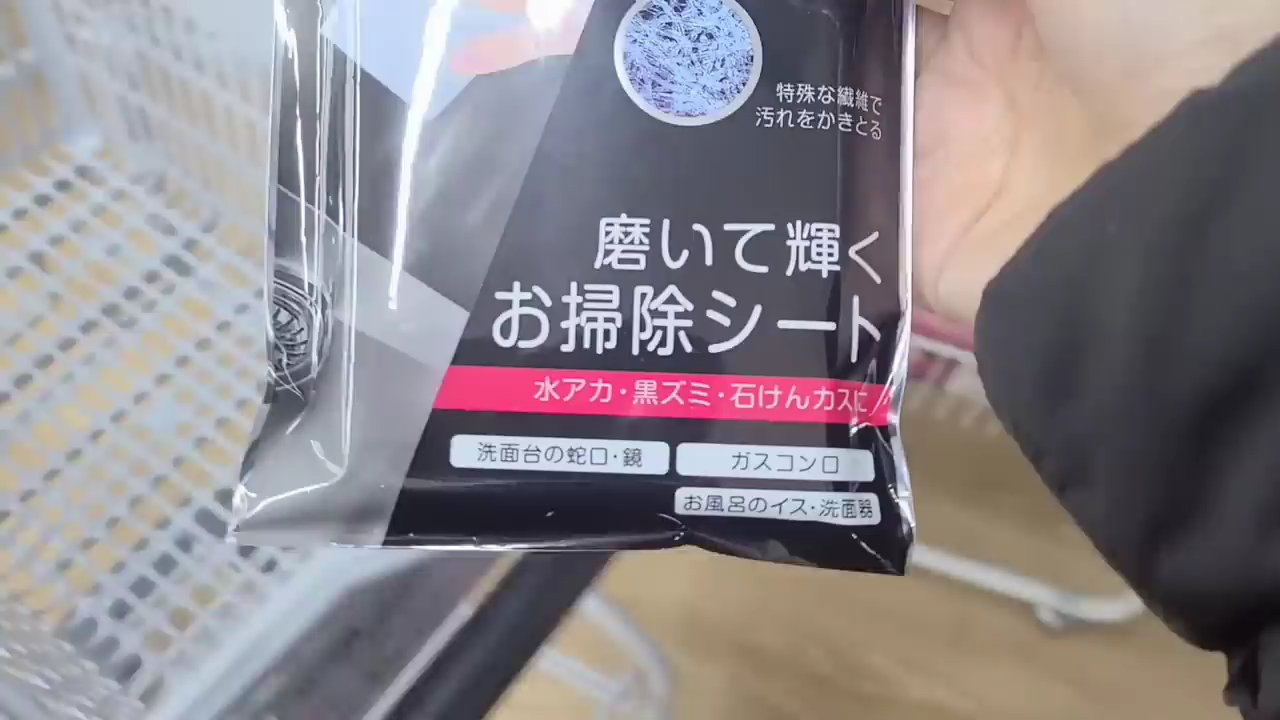 特殊な繊維で
汚れをかきとる
磨いて輝く
お掃除シート
水アカ・黒ズミ・石けんカスに
洗面台の蛇口・鏡
ガスコンロ
お風呂のイス・洗面器